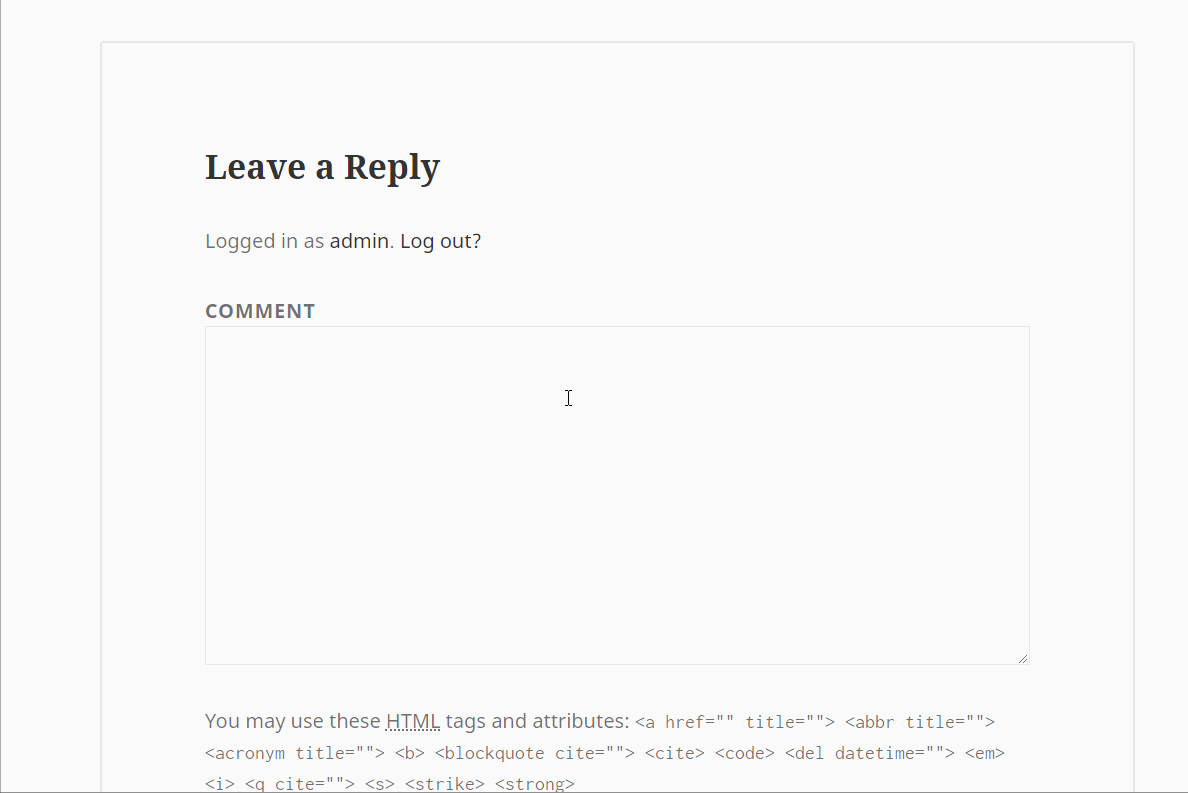 Leave a Reply
Logged in as admin. Log out?
COMMENT
You may use these HTML tags and attributes: <a href="" title=""> <abbr title="">
<acronym title=""> <b> <blockquote cite=""> <cite> <code> <del datetime=""> <em>
<i> <q cite=""> <s> <strike> <strong>